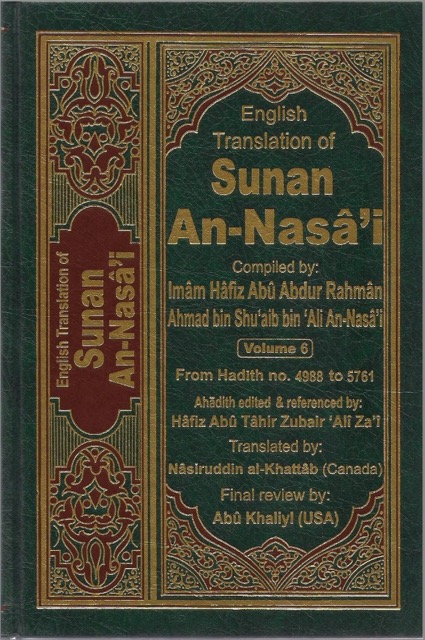 English Translation of
Sunan
An-Nasâ'i
English
Translation of
Sunan
An-Nasâ'i
Compiled by:
Imâm Hâfiz Abû Abdur Rahmân
Ahmad bin Shu'aib bin 'Ali An-Nasâ'i
Volume 6
From Hadith no. 4988 to 5761
Ahâdith edited & referenced by:
Hâfiz Abû Tâhir Zubair 'Alî Za'î
Translated by:
Nâsiruddin al-Khattâb (Canada)
Final review by:
Abû Khaliyl (USA)